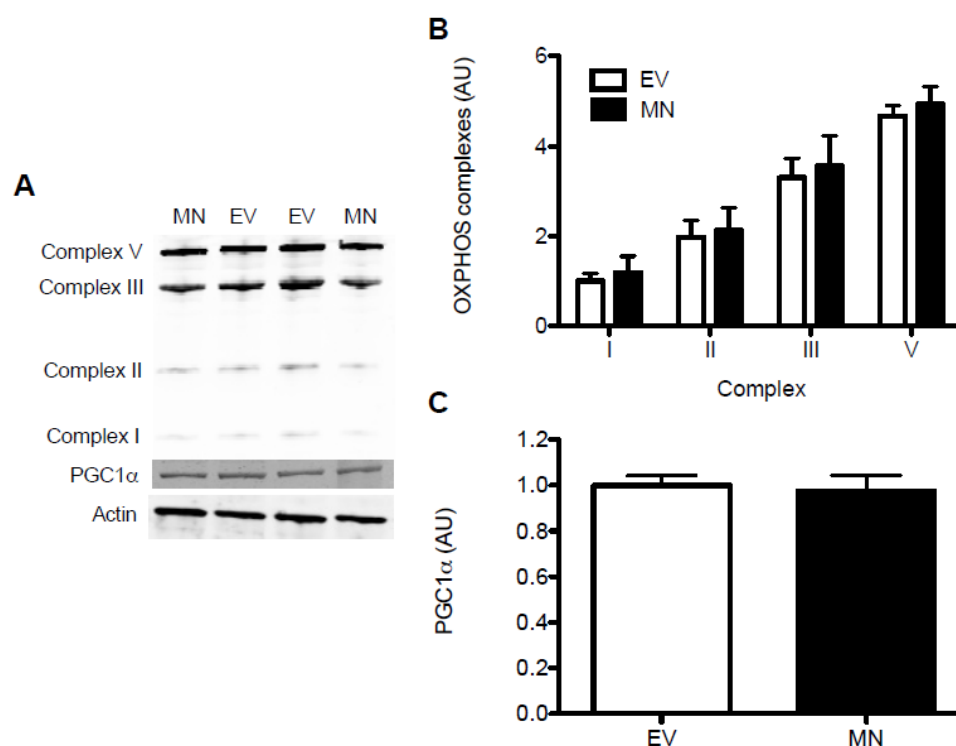 A
MN EV EV MN
Complex V
Complex III
Complex II
Complex I
PGC1α
Actin
B
OXPHOS complexes (AU)
6
4
2
0
EV
MN
I II III V
Complex
C
PGC1α (AU)
1.2
1.0
0.8
0.6
0.4
0.2
0.0
EV MN